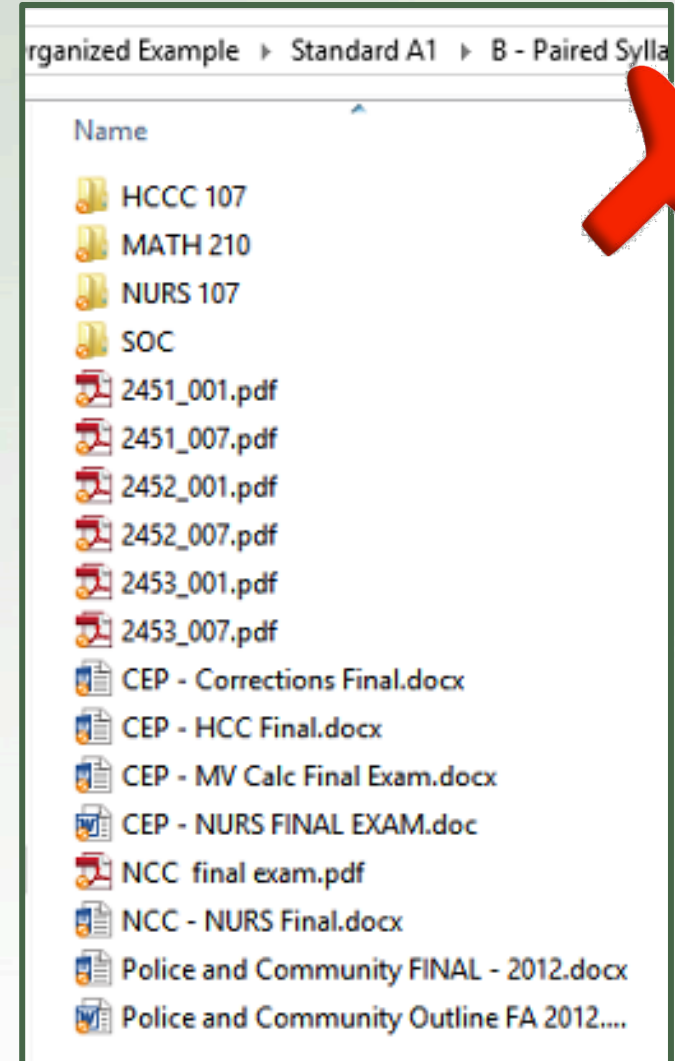 rganized Example ▸ Standard A1 ▸ B - Paired Sylla
Name
HCCC 107
MATH 210
NURS 107
SOC
2451_001.pdf
2451_007.pdf
2452_001.pdf
2452_007.pdf
2453_001.pdf
2453_007.pdf
CEP - Corrections Final.docx
CEP - HCC Final.docx
CEP - MV Calc Final Exam.docx
CEP - NURS FINAL EXAM.doc
NCC  final exam.pdf
NCC - NURS Final.docx
Police and Community FINAL - 2012.docx
Police and Community Outline FA 2012....